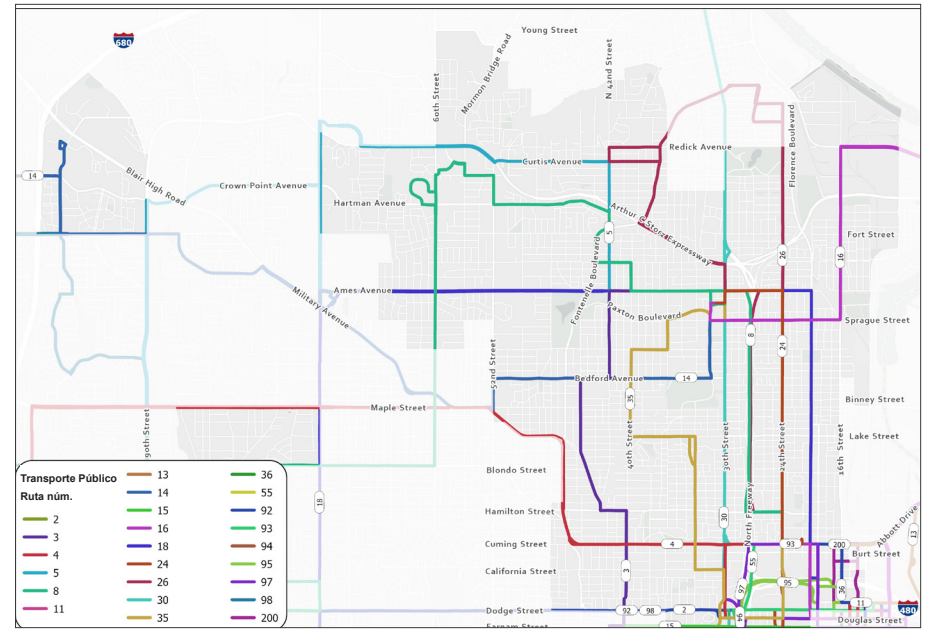 Young Street
680
60th Street
Mormon Bridge Road
N 42nd Street
Florence Boulevard
Redick Avenue
Curtis Avenue
14
Blair High Road
Crown Point Avenue
Hartman Avenue
Arthur C Storz Expressway
5
Fort Street
Fontenelle Boulevard
26
16
Ames Avenue
Military Avenue
Paxton Boulevard
Sprague Street
8
24
52nd Street
Bedford Avenue
14
35
Binney Street
Maple Street
90th Street
40th Street
30th Street
24th Street
16th Street
Lake Street
Blondo Street
18
Hamilton Street
30
North Freeway
Abbott Drive
13
Cuming Street
4
93
200
Burt Street
55
California Street
3
97
95
36
11
480
Dodge Street
92
98
2
94
Douglas Street
Farnam Street
15
Transporte Público
Ruta núm.
2
3
4
5
8
11
13
14
15
16
18
24
26
30
35
36
55
92
93
94
95
97
98
200